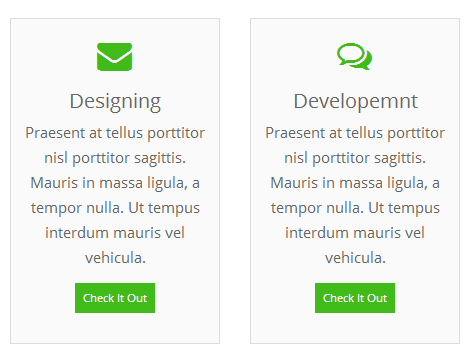 Designing
Praesent at tellus porttitor
nisl porttitor sagittis.
Mauris in massa ligula, a
tempor nulla. Ut tempus
interdum mauris vel
vehicula.
Check It Out
Developemnt
Praesent at tellus porttitor
nisl porttitor sagittis.
Mauris in massa ligula, a
tempor nulla. Ut tempus
interdum mauris vel
vehicula.
Check It Out